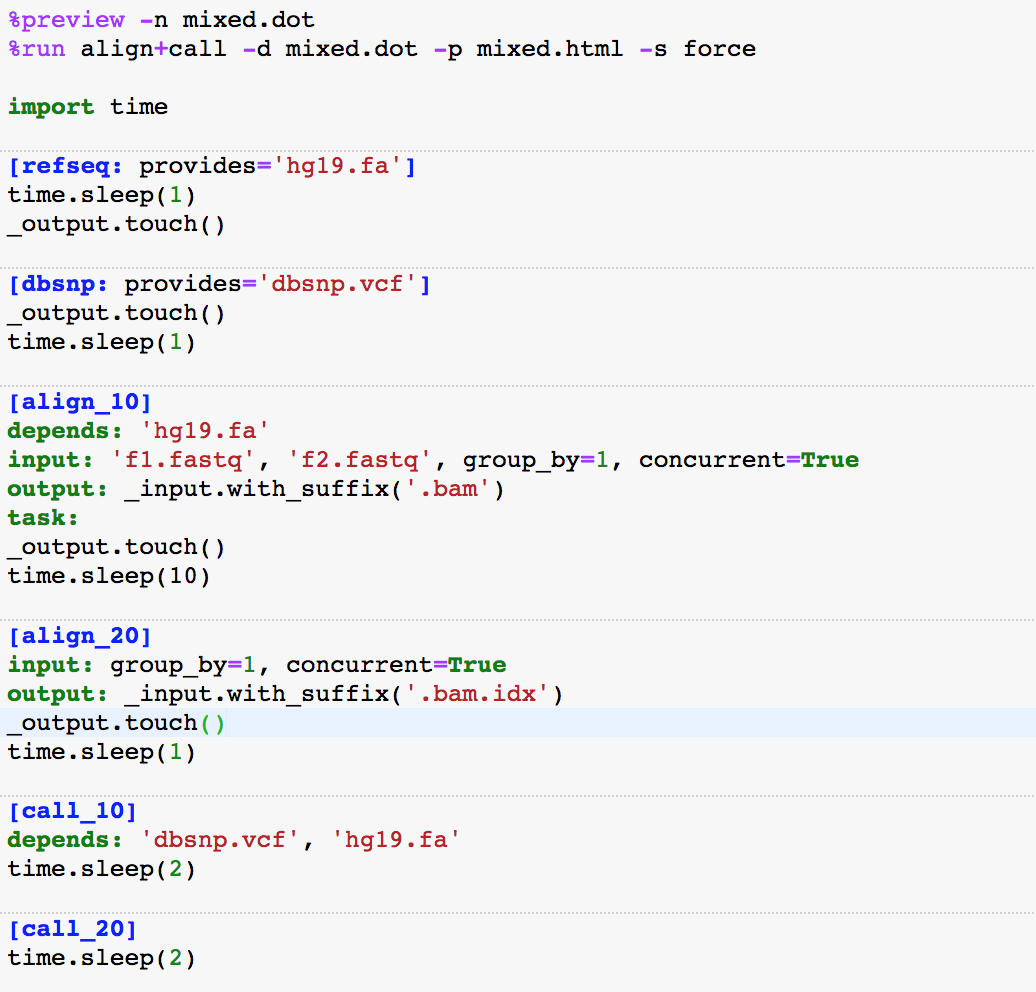 %preview -n mixed.dot
%run align+call -d mixed.dot -p mixed.html -s force
import time
[refseq: provides='hg19.fa']
time.sleep(1)
_output.touch()
[dbsnp: provides='dbsnp.vcf']
_output.touch()
time.sleep(1)
[align_10]
depends: 'hg19.fa'
input: 'f1.fastq', 'f2.fastq', group_by=1, concurrent=True
output: _input.with_suffix('.bam')
task:
_output.touch()
time.sleep(10)
[align_20]
input: group_by=1, concurrent=True
output: _input.with_suffix('.bam.idx')
_output.touch()
time.sleep(1)
[call_10]
depends: 'dbsnp.vcf', 'hg19.fa'
time.sleep(2)
[call_20]
time.sleep(2)